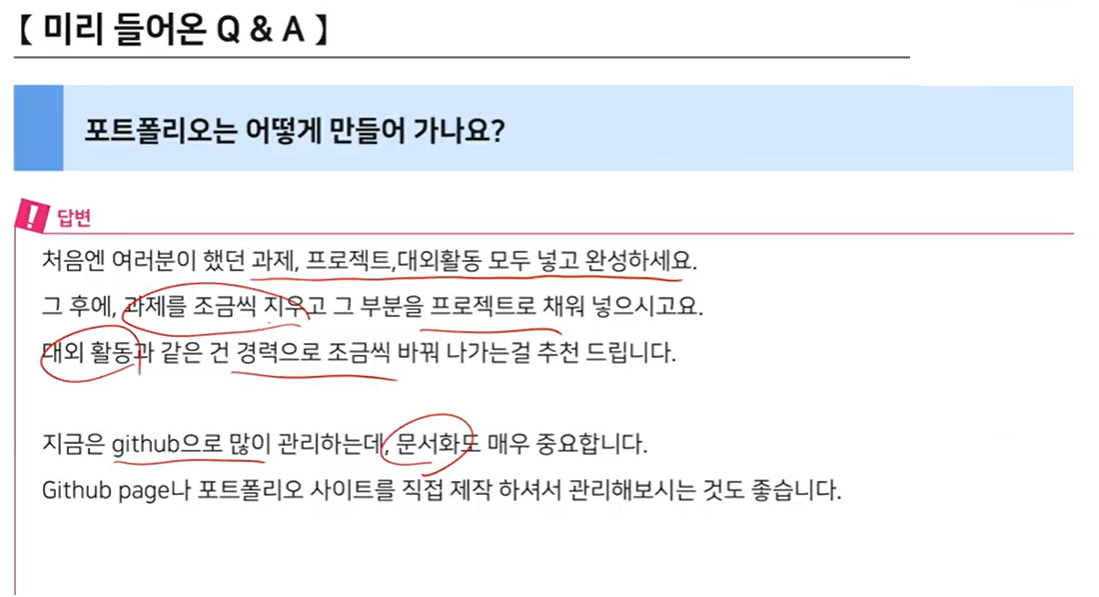 【 미리 들어온 Q & A 】
포트폴리오는 어떻게 만들어 가나요?
! 답변
처음엔 여러분이 했던 과제, 프로젝트,대외활동 모두 넣고 완성하세요.
그 후에, 과제를 조금씩 지우고 그 부분을 프로젝트로 채워 넣으시고요.
대외 활동과 같은 건 경력으로 조금씩 바꿔 나가는걸 추천 드립니다.
지금은 github으로 많이 관리하는데, 문서화도 매우 중요합니다.
Github page나 포트폴리오 사이트를 직접 제작 하셔서 관리해보시는 것도 좋습니다.